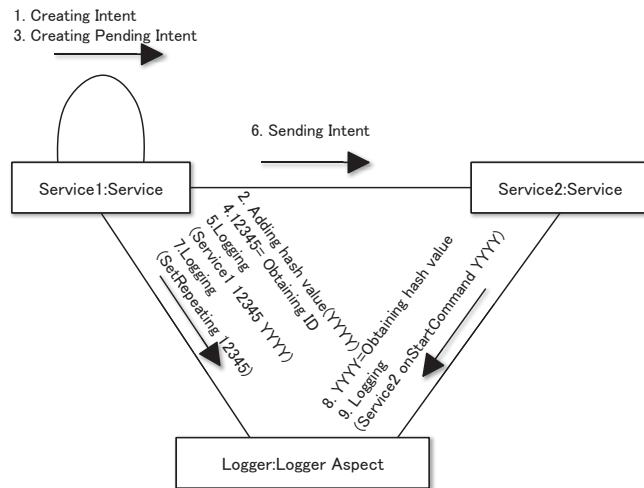 1. Creating Intent
3. Creating Pending Intent
6. Sending Intent
Service1:Service
Service2:Service
2. Adding hash value(YYYY)
4.12345= Obtaining ID
5.Logging
(Service1 12345 YYYY)
7.Logging
(SetRepeating 12345)
8. YYYY=Obtaining hash value
9. Logging
(Service2 onStartCommand YYYY)
Logger:Logger Aspect